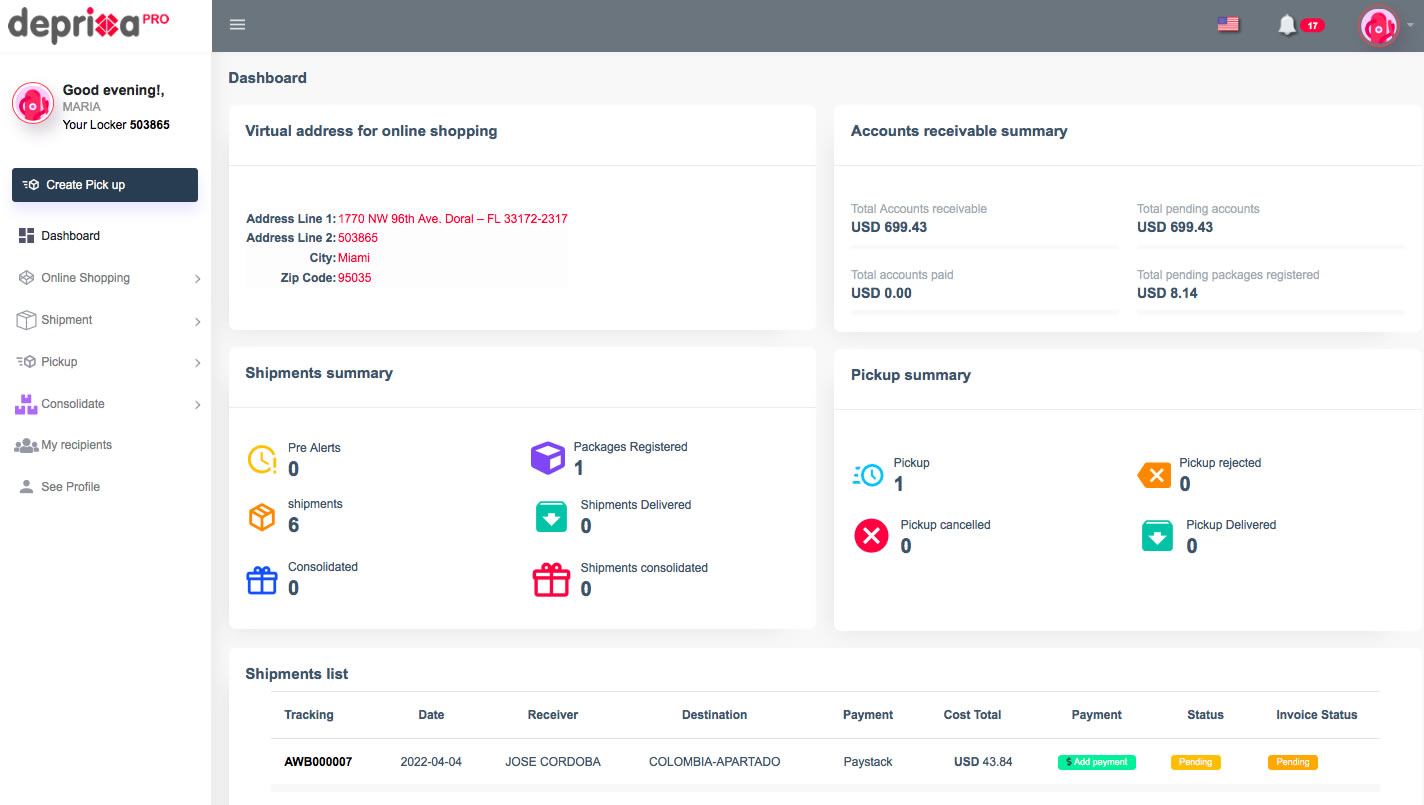 deprixa PRO
17
Good evening!,
MARIA
Your Locker 503865
Create Pick up
Dashboard
Online Shopping
Shipment
Pickup
Consolidate
My recipients
See Profile
Dashboard
Virtual address for online shopping
Address Line 1: 1770 NW 96th Ave. Doral – FL 33172-2317
Address Line 2: 503865
City: Miami
Zip Code: 95035
Accounts receivable summary
Total Accounts receivable
USD 699.43
Total pending accounts
USD 699.43
Total accounts paid
USD 0.00
Total pending packages registered
USD 8.14
Shipments summary
Pre Alerts
0
Packages Registered
1
shipments
6
Shipments Delivered
0
Consolidated
0
Shipments consolidated
0
Pickup summary
Pickup
1
Pickup rejected
0
Pickup cancelled
0
Pickup Delivered
0
Shipments list
Tracking Date Receiver Destination Payment Cost Total Payment Status Invoice Status
AWB000007 2022-04-04 JOSE CORDOBA COLOMBIA-APARTADO Paystack USD 43.84 $ Add payment Pending Pending